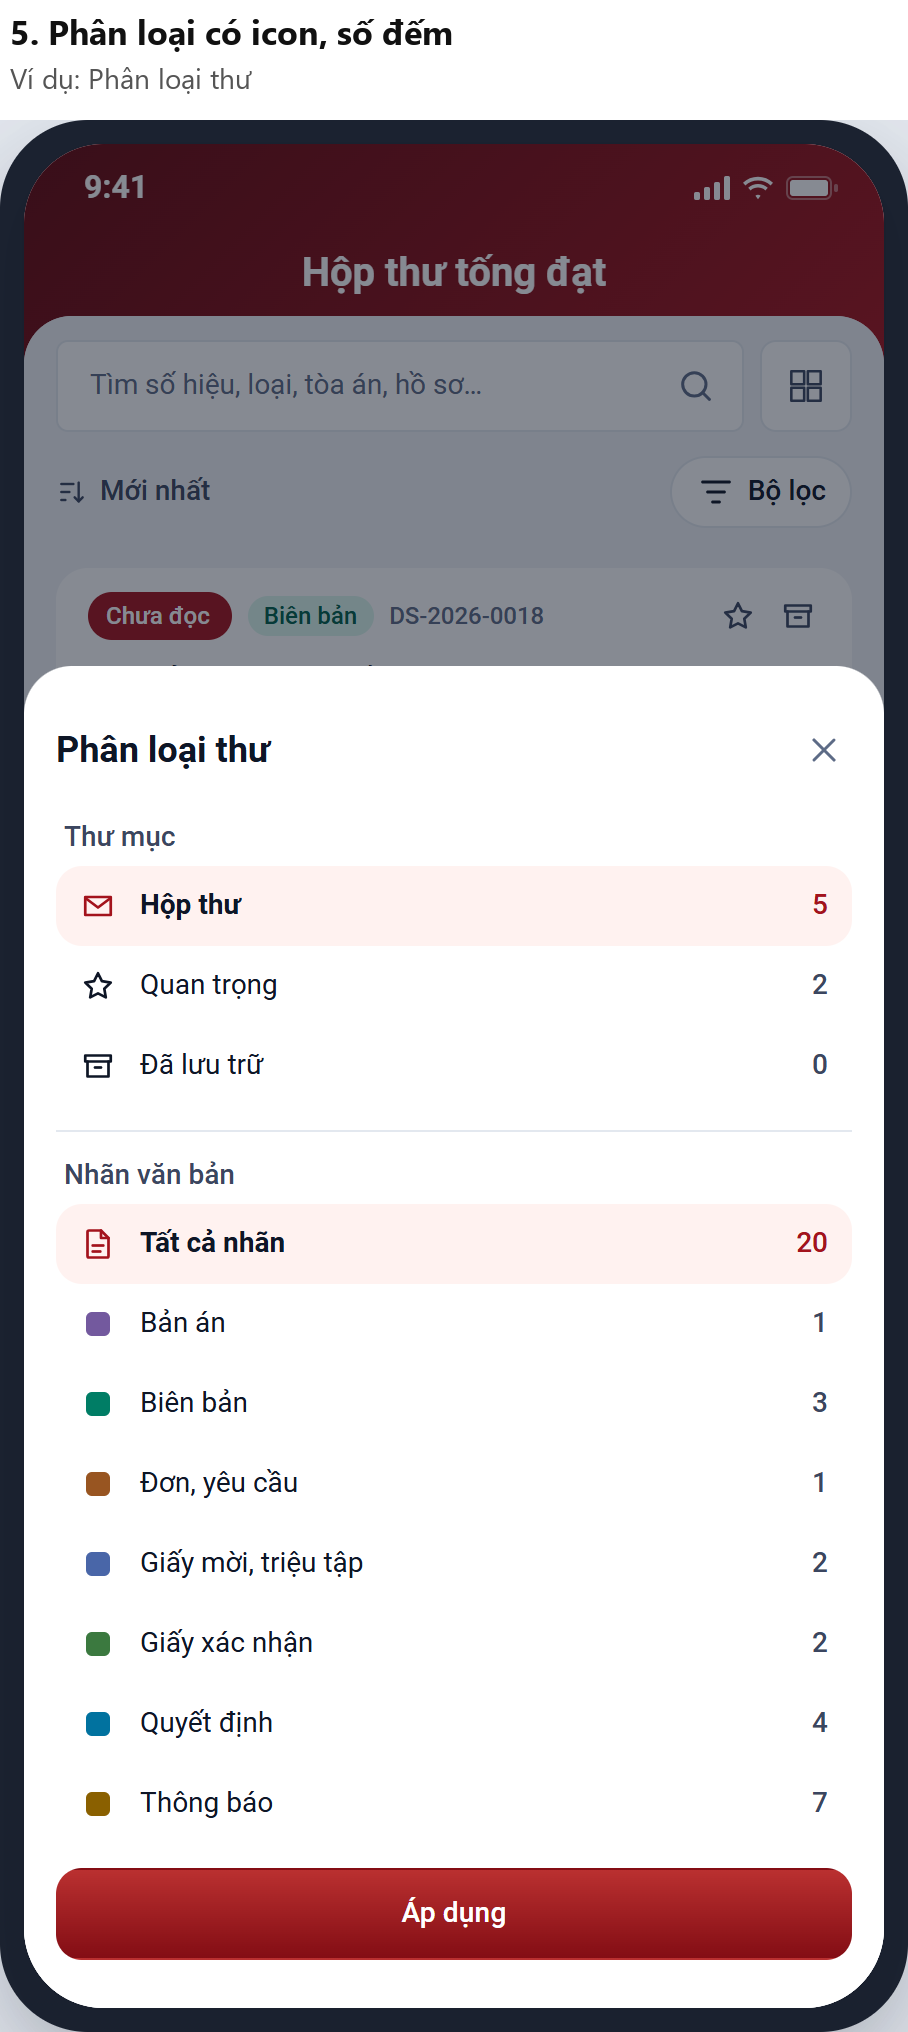 5. Phân loại có icon, số đếm
Ví dụ: Phân loại thư
9:41
Hộp thư tống đạt
Tìm số hiệu, loại, tòa án, hồ sơ...
Mới nhất
Bộ lọc
Chưa đọc Biên bản DS-2026-0018
Phân loại thư
Thư mục
Hộp thư 5
Quan trọng 2
Đã lưu trữ 0
Nhãn văn bản
Tất cả nhãn 20
Bản án 1
Biên bản 3
Đơn, yêu cầu 1
Giấy mời, triệu tập 2
Giấy xác nhận 2
Quyết định 4
Thông báo 7
Áp dụng